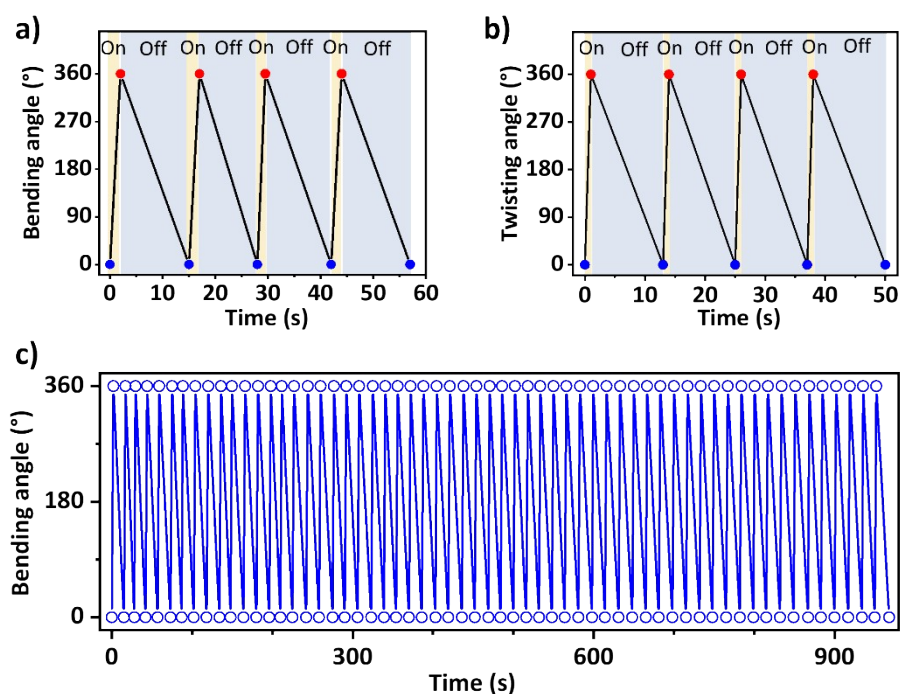 a)
On Off On Off On Off On Off
360
270
180
90
0
Bending angle (°)
0 10 20 30 40 50 60
Time (s)
b)
On Off On Off On Off On Off
360
270
180
90
0
Twisting angle (°)
0 10 20 30 40 50
Time (s)
c)
360
180
0
Bending angle (°)
0 300 600 900
Time (s)